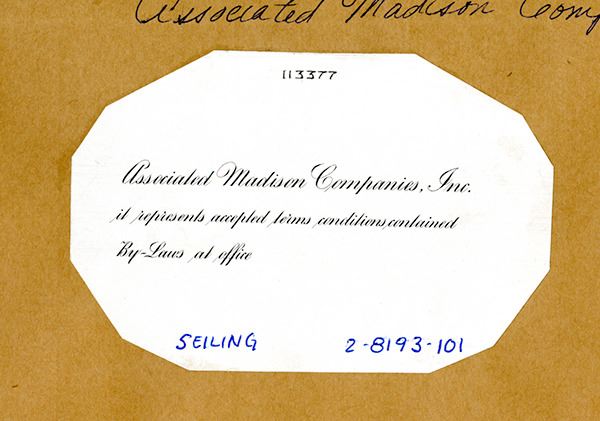 Associated Madison Comp
113377
Associated Madison Companies, Inc.
it represents accepted terms conditions contained
By-Laws at office
SEILING 2-8193-101